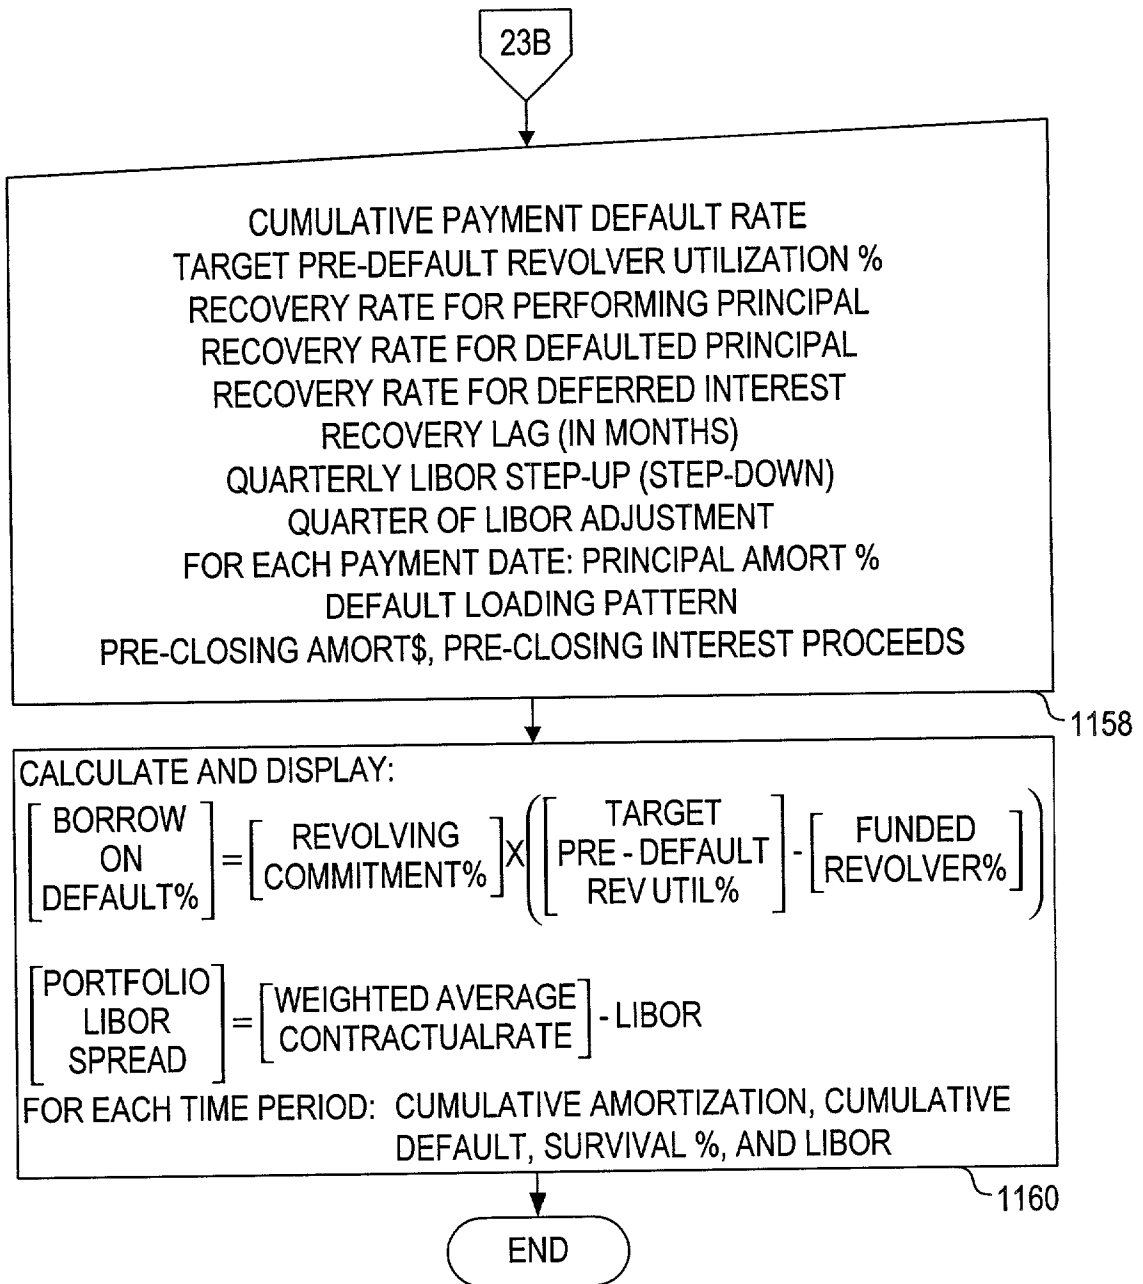 23B
CUMULATIVE PAYMENT DEFAULT RATE
TARGET PRE-DEFAULT REVOLVER UTILIZATION %
RECOVERY RATE FOR PERFORMING PRINCIPAL
RECOVERY RATE FOR DEFAULTED PRINCIPAL
RECOVERY RATE FOR DEFERRED INTEREST
RECOVERY LAG (IN MONTHS)
QUARTERLY LIBOR STEP-UP (STEP-DOWN)
QUARTER OF LIBOR ADJUSTMENT
FOR EACH PAYMENT DATE: PRINCIPAL AMORT %
DEFAULT LOADING PATTERN
PRE-CLOSING AMORT$, PRE-CLOSING INTEREST PROCEEDS
1158
CALCULATE AND DISPLAY:
[BORROW
ON
DEFAULT%]
=
[REVOLVING
COMMITMENT%]
X(
[TARGET
PRE - DEFAULT
REV UTIL%]
-
[FUNDED
REVOLVER%]
)
[PORTFOLIO
LIBOR
SPREAD]
=
[WEIGHTED AVERAGE
CONTRACTUALRATE]
- LIBOR
FOR EACH TIME PERIOD: CUMULATIVE AMORTIZATION, CUMULATIVE
DEFAULT, SURVIVAL %, AND LIBOR
1160
END